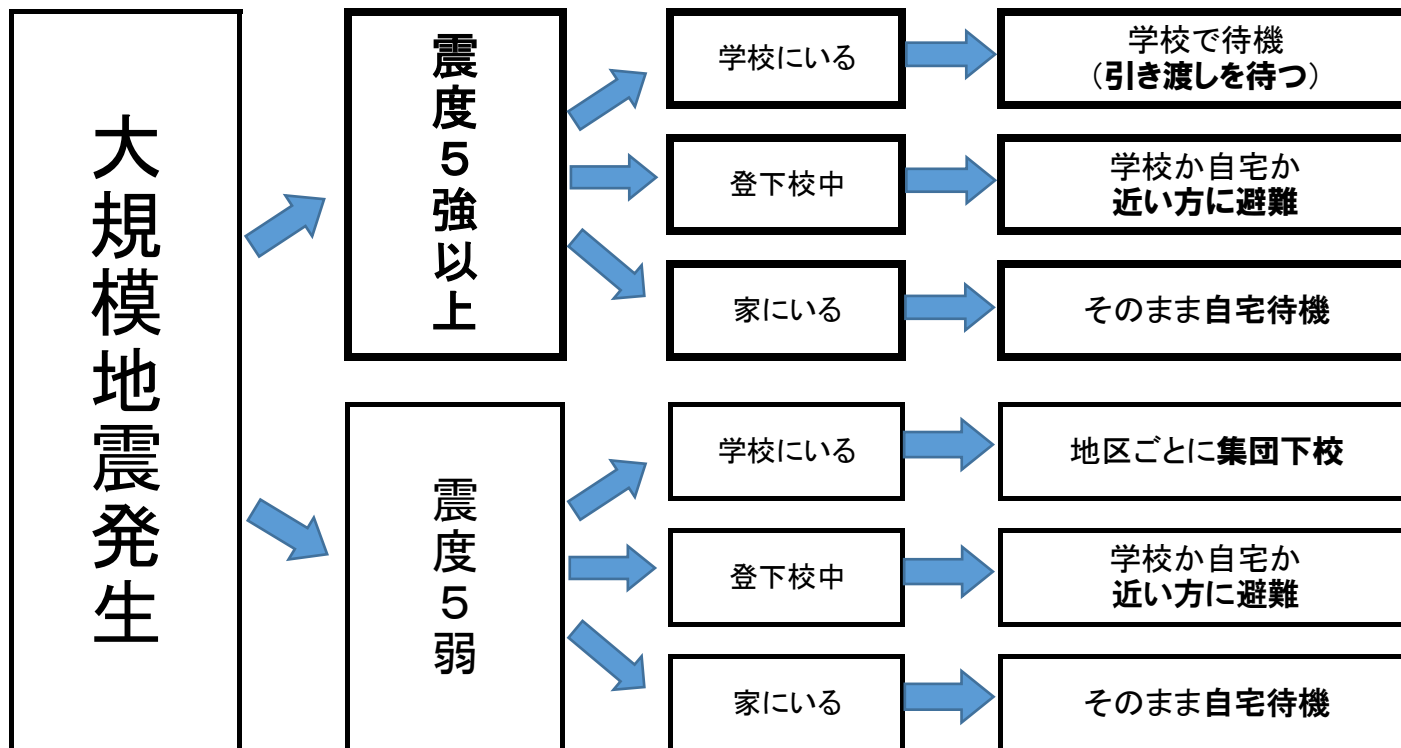 大規模地震発生
震度５強以上
学校にいる
学校で待機
（引き渡しを待つ）
登下校中
学校か自宅か
近い方に避難
家にいる
そのまま自宅待機
震度５弱
学校にいる
地区ごとに集団下校
登下校中
学校か自宅か
近い方に避難
家にいる
そのまま自宅待機